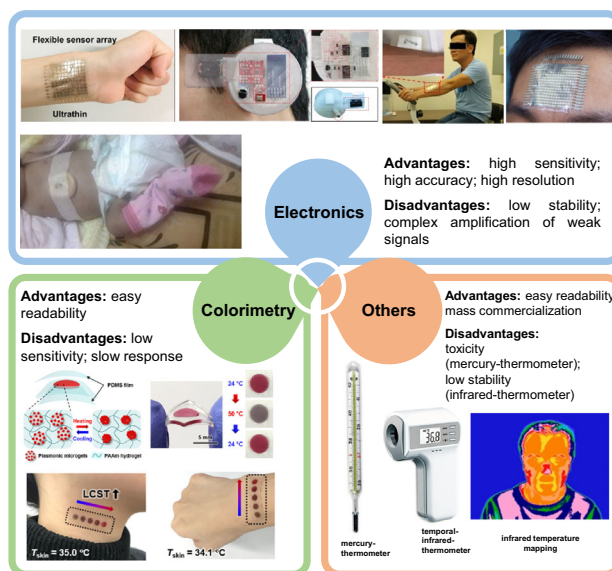 Flexible sensor array
Ultrathin
Advantages: high sensitivity;
high accuracy; high resolution
Disadvantages: low stability;
complex amplification of weak
signals
Electronics
Colorimetry
Others
Advantages: easy
readability
Disadvantages: low
sensitivity; slow response
PDMS film
Heating
Cooling
Plasmonic microgels
PAAm hydrogel
5 mm
24 °C
50 °C
24 °C
LCST
Tskin = 35.0 °C
Tskin = 34.1 °C
Advantages: easy readability
mass commercialization
Disadvantages:
toxicity
(mercury-thermometer);
low stability
(infrared-thermometer)
36.8
mercury-
thermometer
temporal-
infrared-
thermometer
infrared temperature
mapping